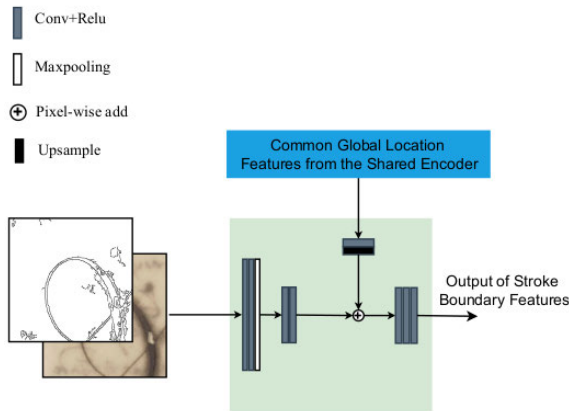 Conv+Relu
Maxpooling
Pixel-wise add
Upsample
Common Global Location
Features from the Shared Encoder
Output of Stroke
Boundary Features